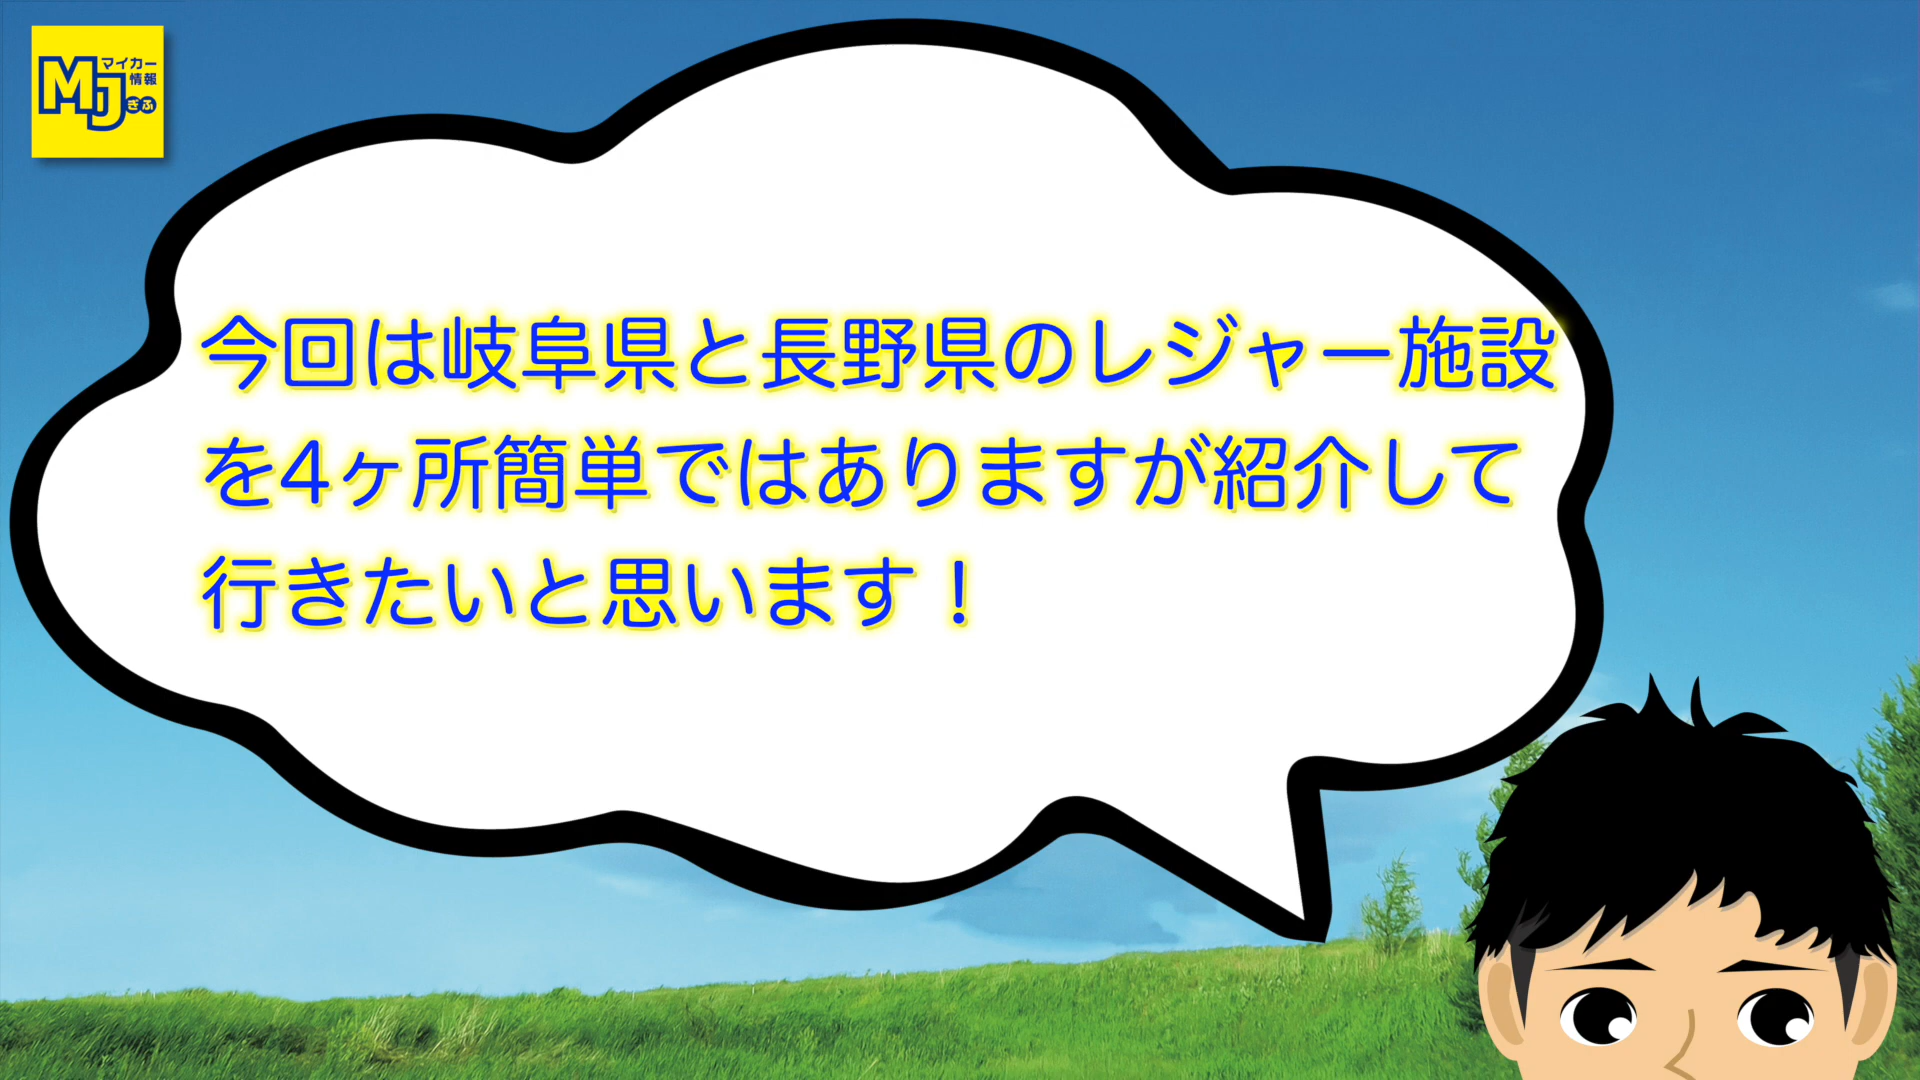 MJ
マイカー
情報
ぎふ
今回は岐阜県と長野県のレジャー施設
を4ヶ所簡単ではありますが紹介して
行きたいと思います！